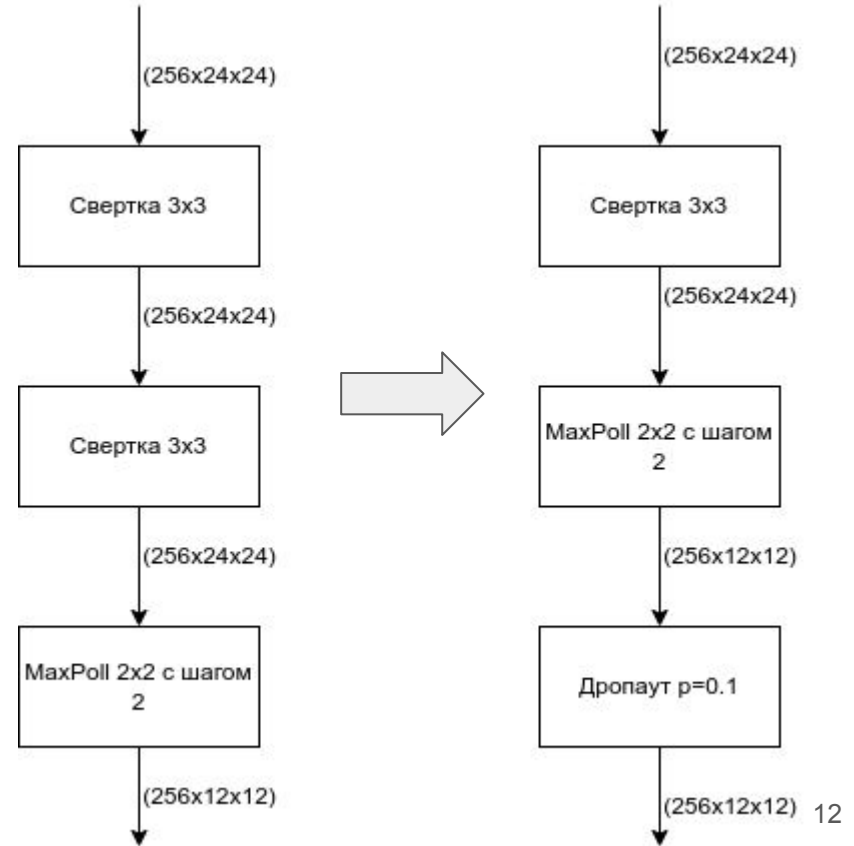 (256x24x24)
Свертка 3x3
(256x24x24)
Свертка 3x3
(256x24x24)
MaxPoll 2x2 с шагом
2
(256x12x12)
(256x24x24)
Свертка 3x3
(256x24x24)
MaxPoll 2x2 с шагом
2
(256x12x12)
Дропаут p=0.1
(256x12x12)
12